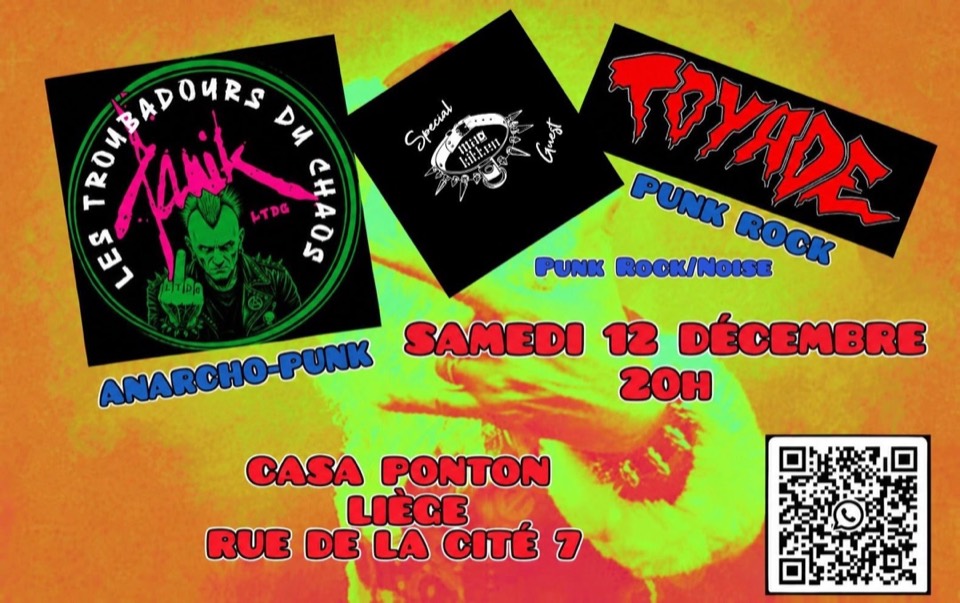 LES TROUBADOURS DU CHAOS
Panik
LTDC
LTDC
ANARCHO-PUNK
Special
Guest
TOYADE
PUNK ROCK
PUNK ROCK/NOISE
SAMEDI 12 DÉCEMBRE
20H
CASA PONTON
LIÈGE
RUE DE LA CITÉ 7